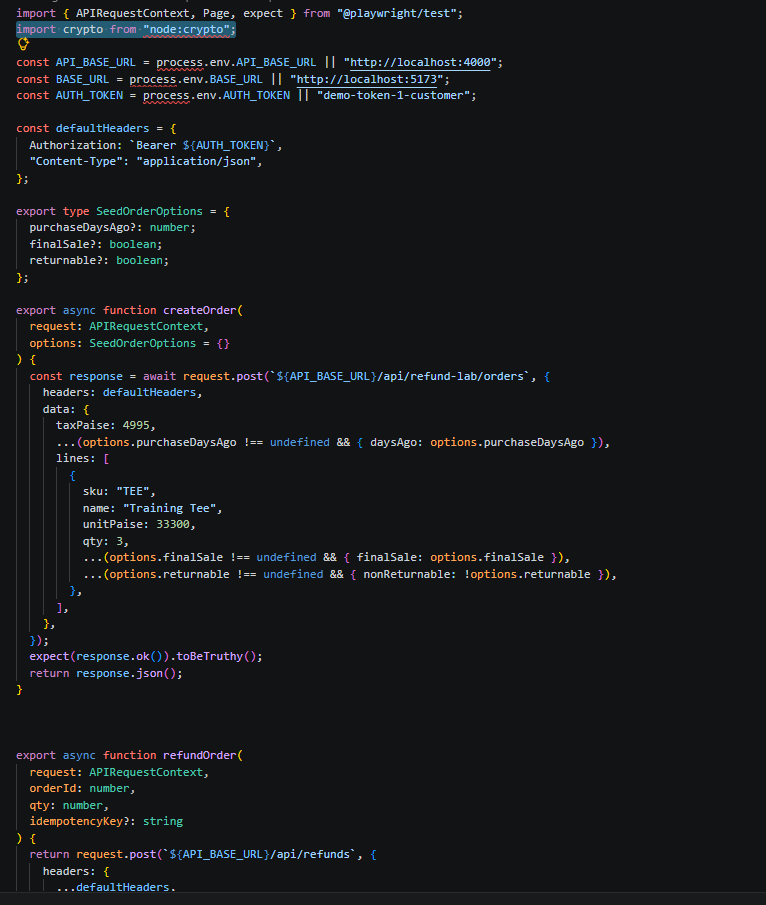 import { APIRequestContext, Page, expect } from "@playwright/test";
import crypto from "node:crypto";
const API_BASE_URL = process.env.API_BASE_URL || "http://localhost:4000";
const BASE_URL = process.env.BASE_URL || "http://localhost:5173";
const AUTH_TOKEN = process.env.AUTH_TOKEN || "demo-token-1-customer";
const defaultHeaders = {
  Authorization: `Bearer ${AUTH_TOKEN}`,
  "Content-Type": "application/json",
};
export type SeedOrderOptions = {
  purchaseDaysAgo?: number;
  finalSale?: boolean;
  returnable?: boolean;
};
export async function createOrder(
  request: APIRequestContext,
  options: SeedOrderOptions = {}
) {
  const response = await request.post(`${API_BASE_URL}/api/refund-lab/orders`, {
    headers: defaultHeaders,
    data: {
      taxPaise: 4995,
      ...(options.purchaseDaysAgo !== undefined && { daysAgo: options.purchaseDaysAgo }),
      lines: [
        {
          sku: "TEE",
          name: "Training Tee",
          unitPaise: 33300,
          qty: 3,
          ...(options.finalSale !== undefined && { finalSale: options.finalSale }),
          ...(options.returnable !== undefined && { nonReturnable: !options.returnable }),
        },
      ],
    },
  });
  expect(response.ok()).toBeTruthy();
  return response.json();
}
export async function refundOrder(
  request: APIRequestContext,
  orderId: number,
  qty: number,
  idempotencyKey?: string
) {
  return request.post(`${API_BASE_URL}/api/refunds`, {
    headers: {
      ...defaultHeaders,